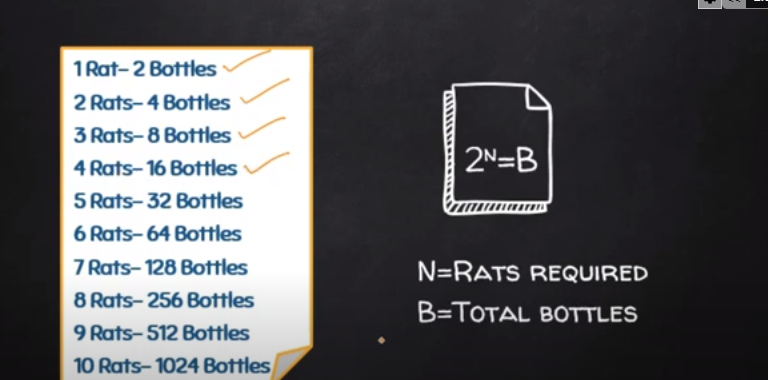 1 Rat– 2 Bottles
2 Rats– 4 Bottles
3 Rats– 8 Bottles
4 Rats– 16 Bottles
5 Rats– 32 Bottles
6 Rats– 64 Bottles
7 Rats– 128 Bottles
8 Rats– 256 Bottles
9 Rats– 512 Bottles
10 Rats– 1024 Bottles
2ᴺ=B
N=RATS REQUIRED
B=TOTAL BOTTLES